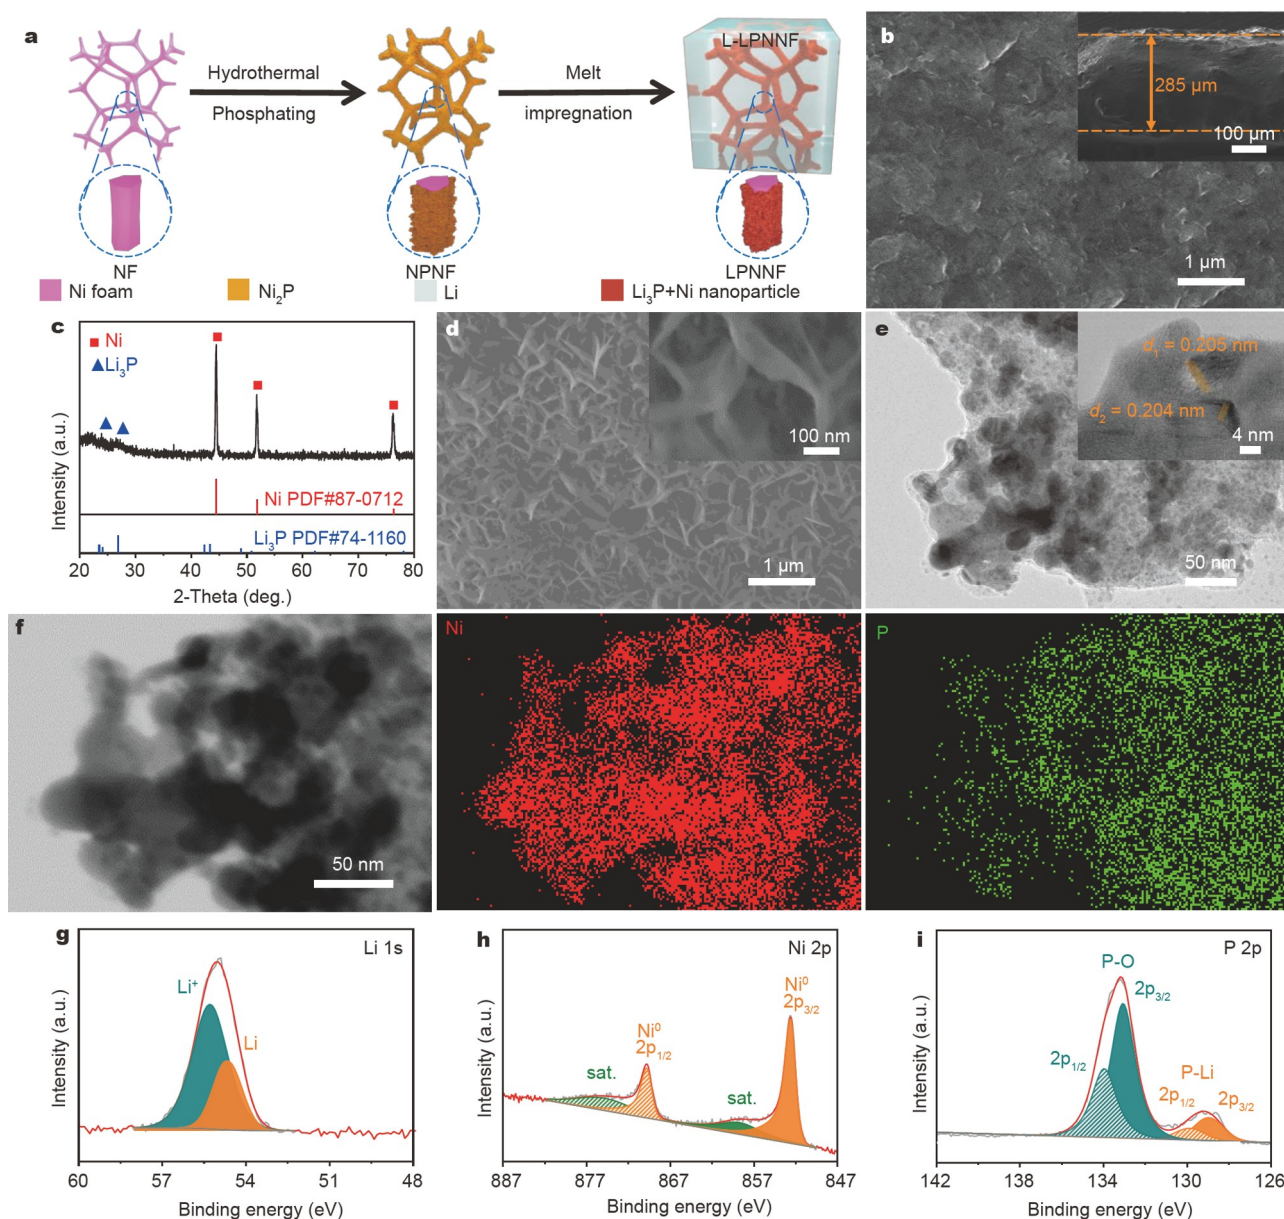 a
Hydrothermal
Phosphating
Melt
impregnation
L-LPNNF
NF
NPNF
LPNNF
Ni foam
Ni₂P
Li
Li₃P+Ni nanoparticle
b
285 µm
100 µm
1 µm
c
Ni
Li₃P
Intensity (a.u.)
Ni PDF#87-0712
Li₃P PDF#74-1160
20 30 40 50 60 70 80
2-Theta (deg.)
d
100 nm
1 µm
e
d₁ = 0.205 nm
d₂ = 0.204 nm
4 nm
50 nm
f
50 nm
Ni
P
g
Li 1s
Li⁺
Li
Intensity (a.u.)
60 57 54 51 48
Binding energy (eV)
h
Ni 2p
Ni⁰
2p₃/₂
Ni⁰
2p₁/₂
sat.
sat.
Intensity (a.u.)
887 877 867 857 847
Binding energy (eV)
i
P 2p
P-O
2p₃/₂
2p₁/₂
P-Li
2p₁/₂
2p₃/₂
Intensity (a.u.)
142 138 134 130 126
Binding energy (eV)